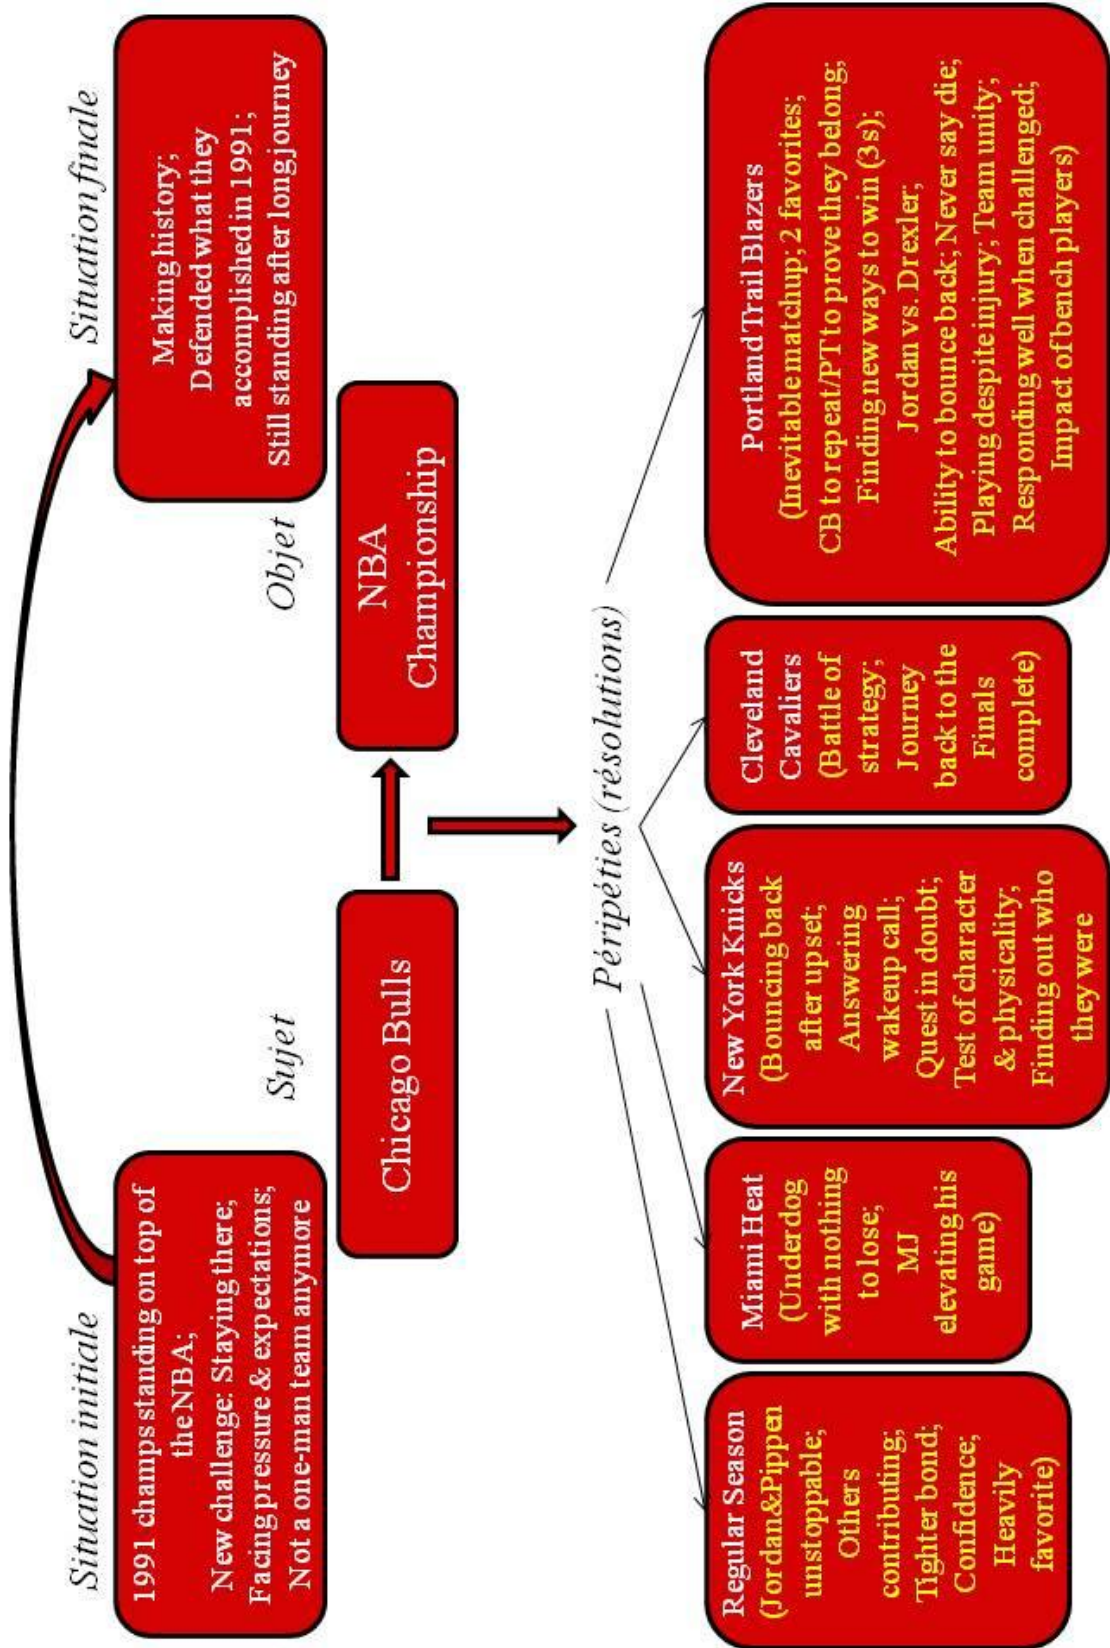 Situation initiale
1991 champs standing on top of
the NBA;
New challenge: Staying there;
Facing pressure & expectations;
Not a one-man team anymore
Situation finale
Making history;
Defended what they
accomplished in 1991;
Still standing after long journey
Sujet
Chicago Bulls
Objet
NBA
Championship
Péripéties (résolutions)
Regular Season
(Jordan&Pippen
unstoppable;
Others
contributing;
Tighter bond;
Confidence;
Heavily
favorite)
Miami Heat
(Underdog
with nothing
to lose;
MJ
elevating his
game)
New York Knicks
(Bouncing back
after upset;
Answering
wakeup call;
Quest in doubt;
Test of character
& physicality;
Finding out who
they were
Cleveland
Cavaliers
(Battle of
strategy;
Journey
back to the
Finals
complete)
Portland Trail Blazers
(Inevitable matchup; 2 favorites;
CB to repeat/PT to prove they belong;
Finding new ways to win (3s);
Jordan vs. Drexler;
Ability to bounce back; Never say die;
Playing despite injury; Team unity;
Responding well when challenged;
Impact of bench players)